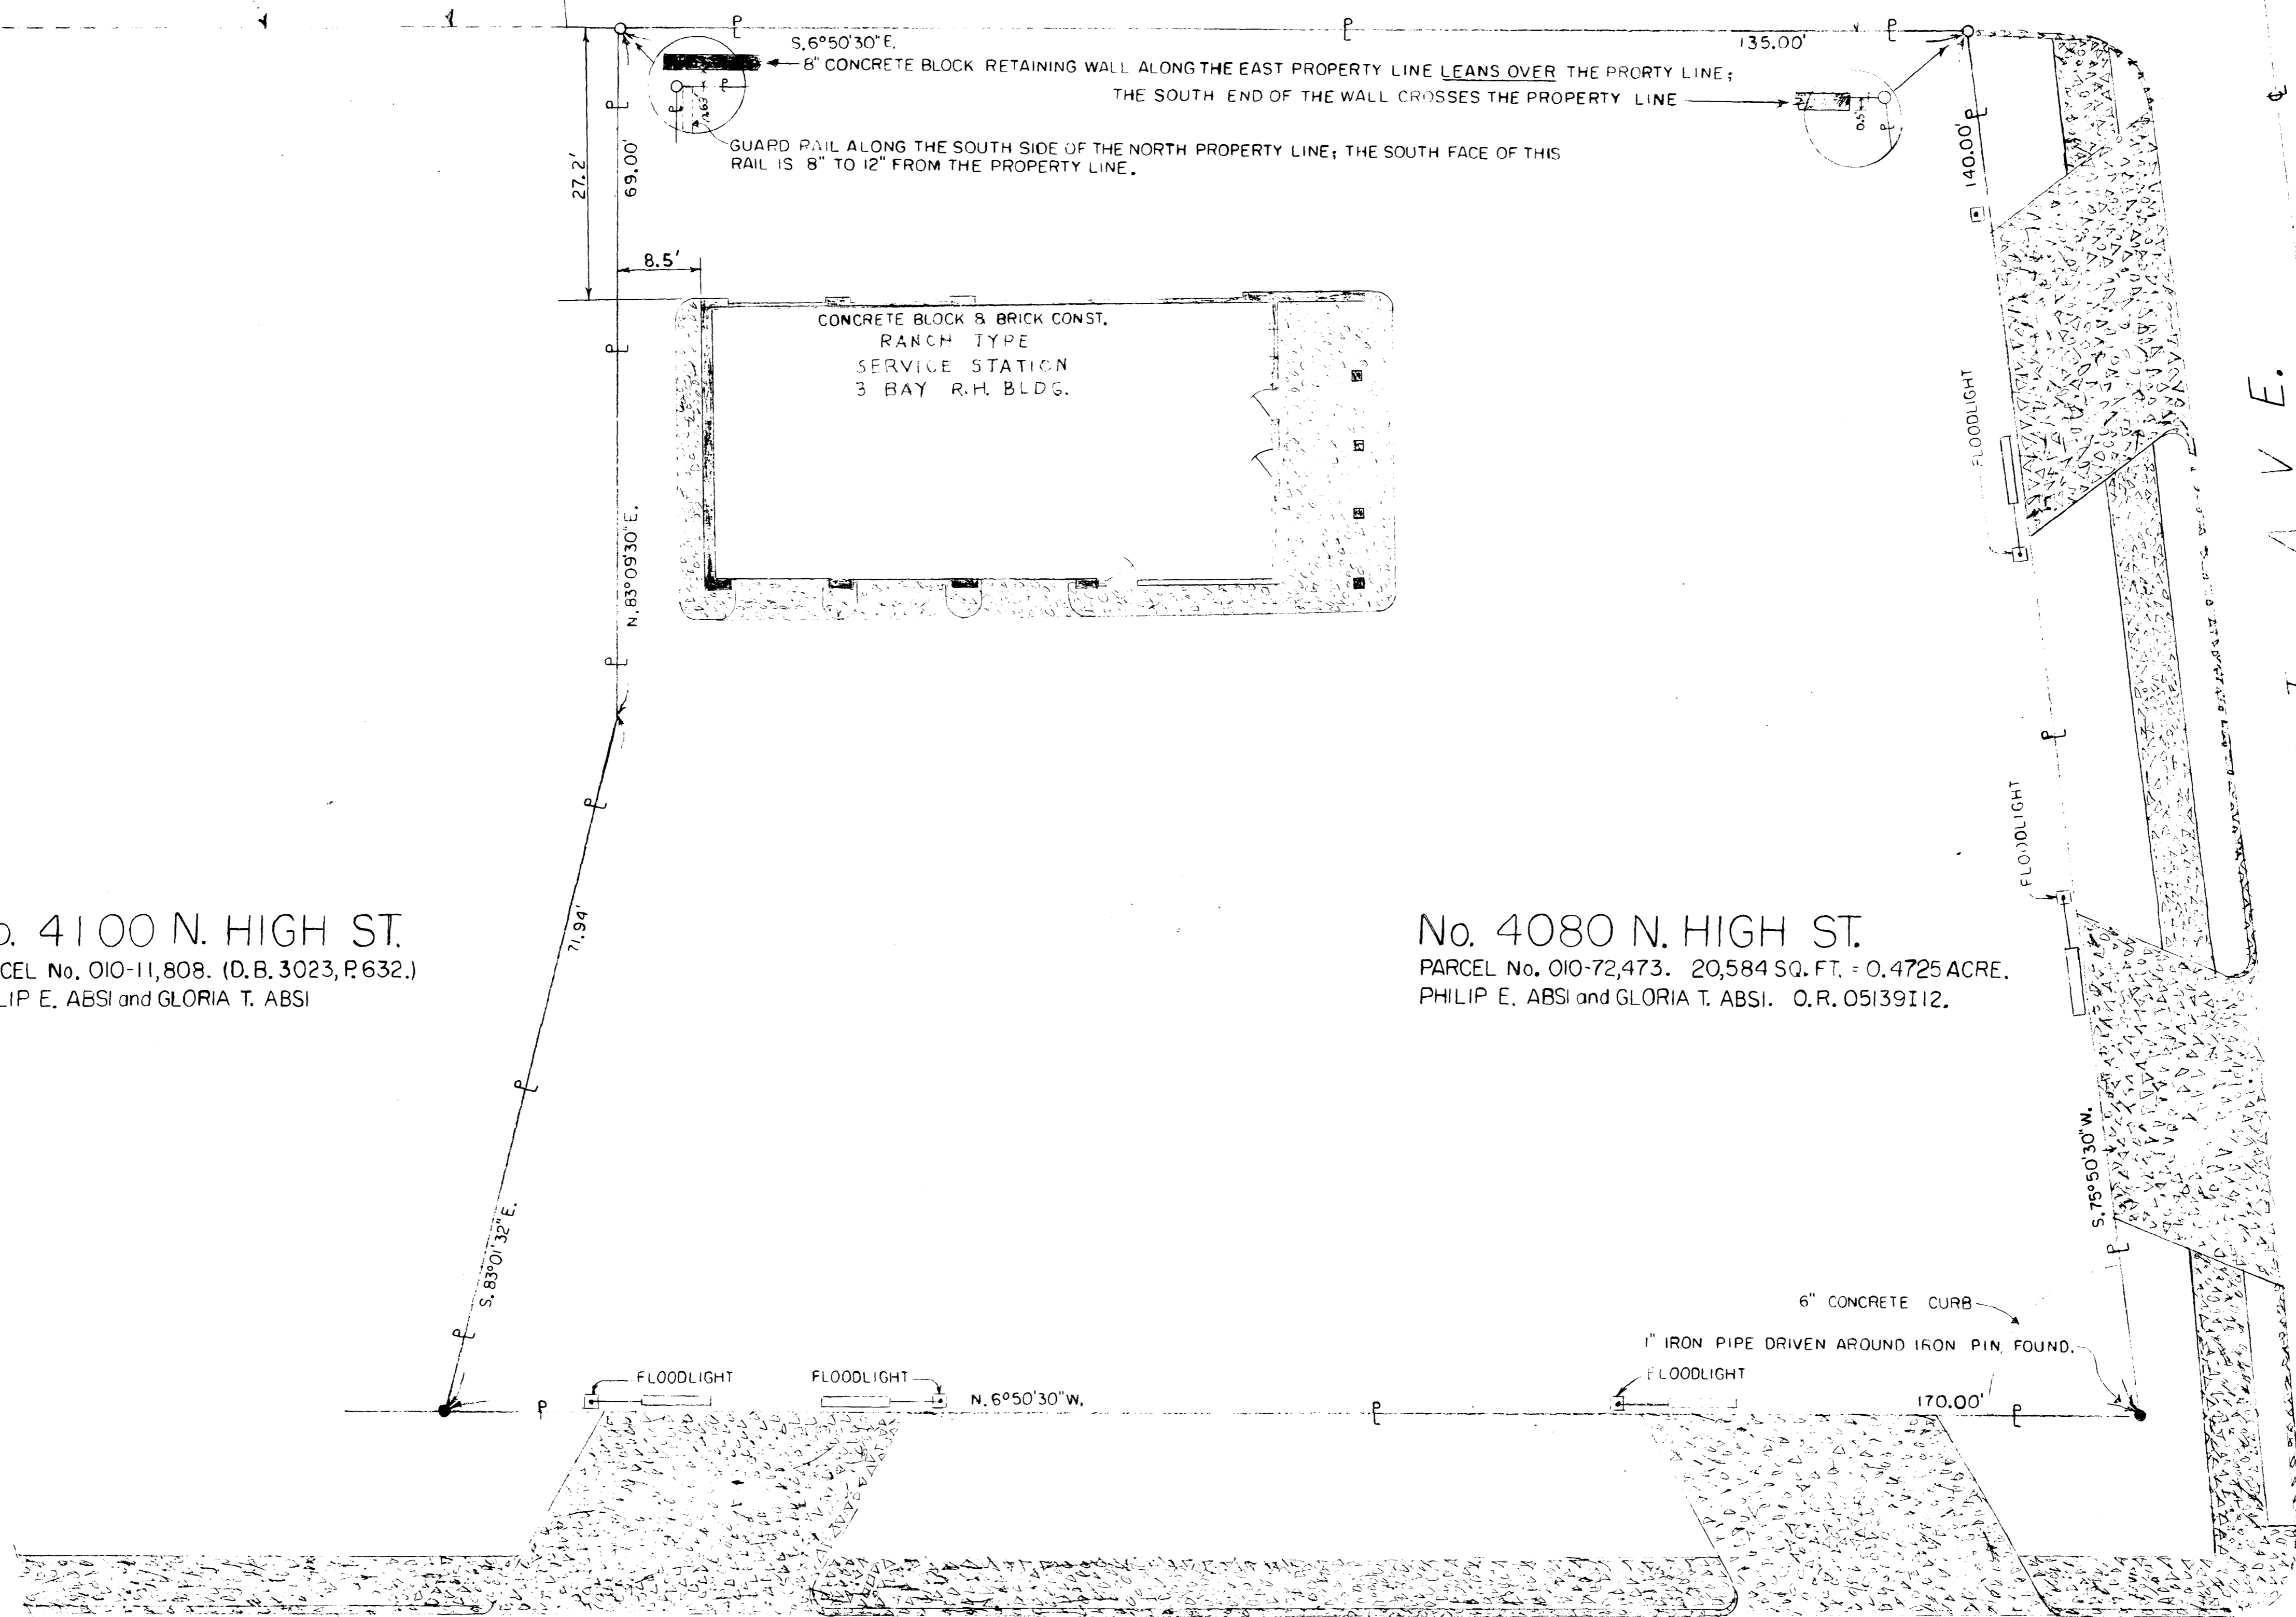 S.6°50'30"E.
135.00'
8" CONCRETE BLOCK RETAINING WALL ALONG THE EAST PROPERTY LINE LEANS OVER THE PRORTY LINE;
THE SOUTH END OF THE WALL CROSSES THE PROPERTY LINE
0.5'
GUARD RAIL ALONG THE SOUTH SIDE OF THE NORTH PROPERTY LINE; THE SOUTH FACE OF THIS
RAIL IS 8" TO 12" FROM THE PROPERTY LINE.
27.2'
69.00'
140.00'
8.5'
CONCRETE BLOCK & BRICK CONST.
RANCH TYPE
SERVICE STATION
3 BAY R.H. BLDG.
FLOODLIGHT
AVE.
N.83°09'30"E.
FLOODLIGHT
71.94'
4100 N. HIGH ST.
CEL No. 010-11,808. (D.B. 3023, P.632.)
LIP E. ABSI and GLORIA T. ABSI
No. 4080 N. HIGH ST.
PARCEL No. 010-72,473. 20,584 SQ. FT. = 0.4725 ACRE.
PHILIP E. ABSI and GLORIA T. ABSI. O.R. 05139I12.
S.75°50'30"W.
S.83°01'32"E.
6" CONCRETE CURB
1" IRON PIPE DRIVEN AROUND IRON PIN FOUND.
FLOODLIGHT
FLOODLIGHT
FLOODLIGHT
N.6°50'30"W.
170.00'